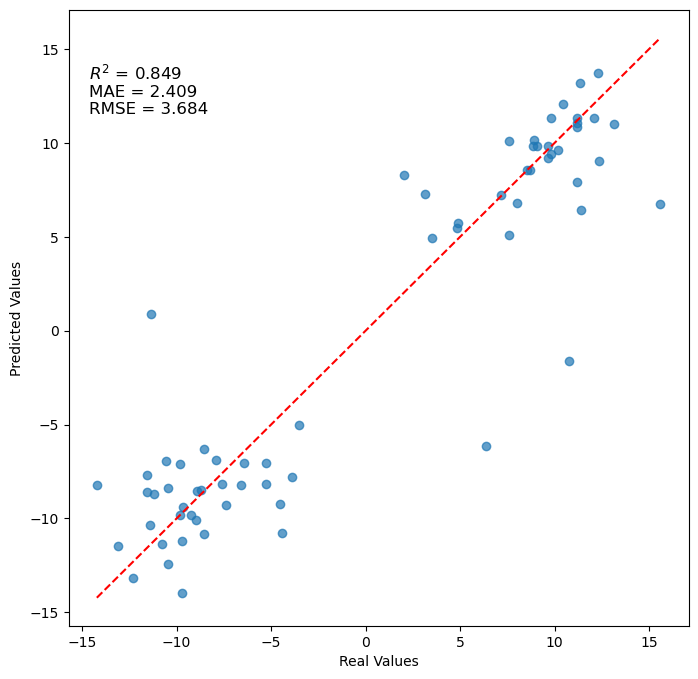 R² = 0.849
MAE = 2.409
RMSE = 3.684
15
10
5
0
−5
−10
−15
Predicted Values
−15 −10 −5 0 5 10 15
Real Values